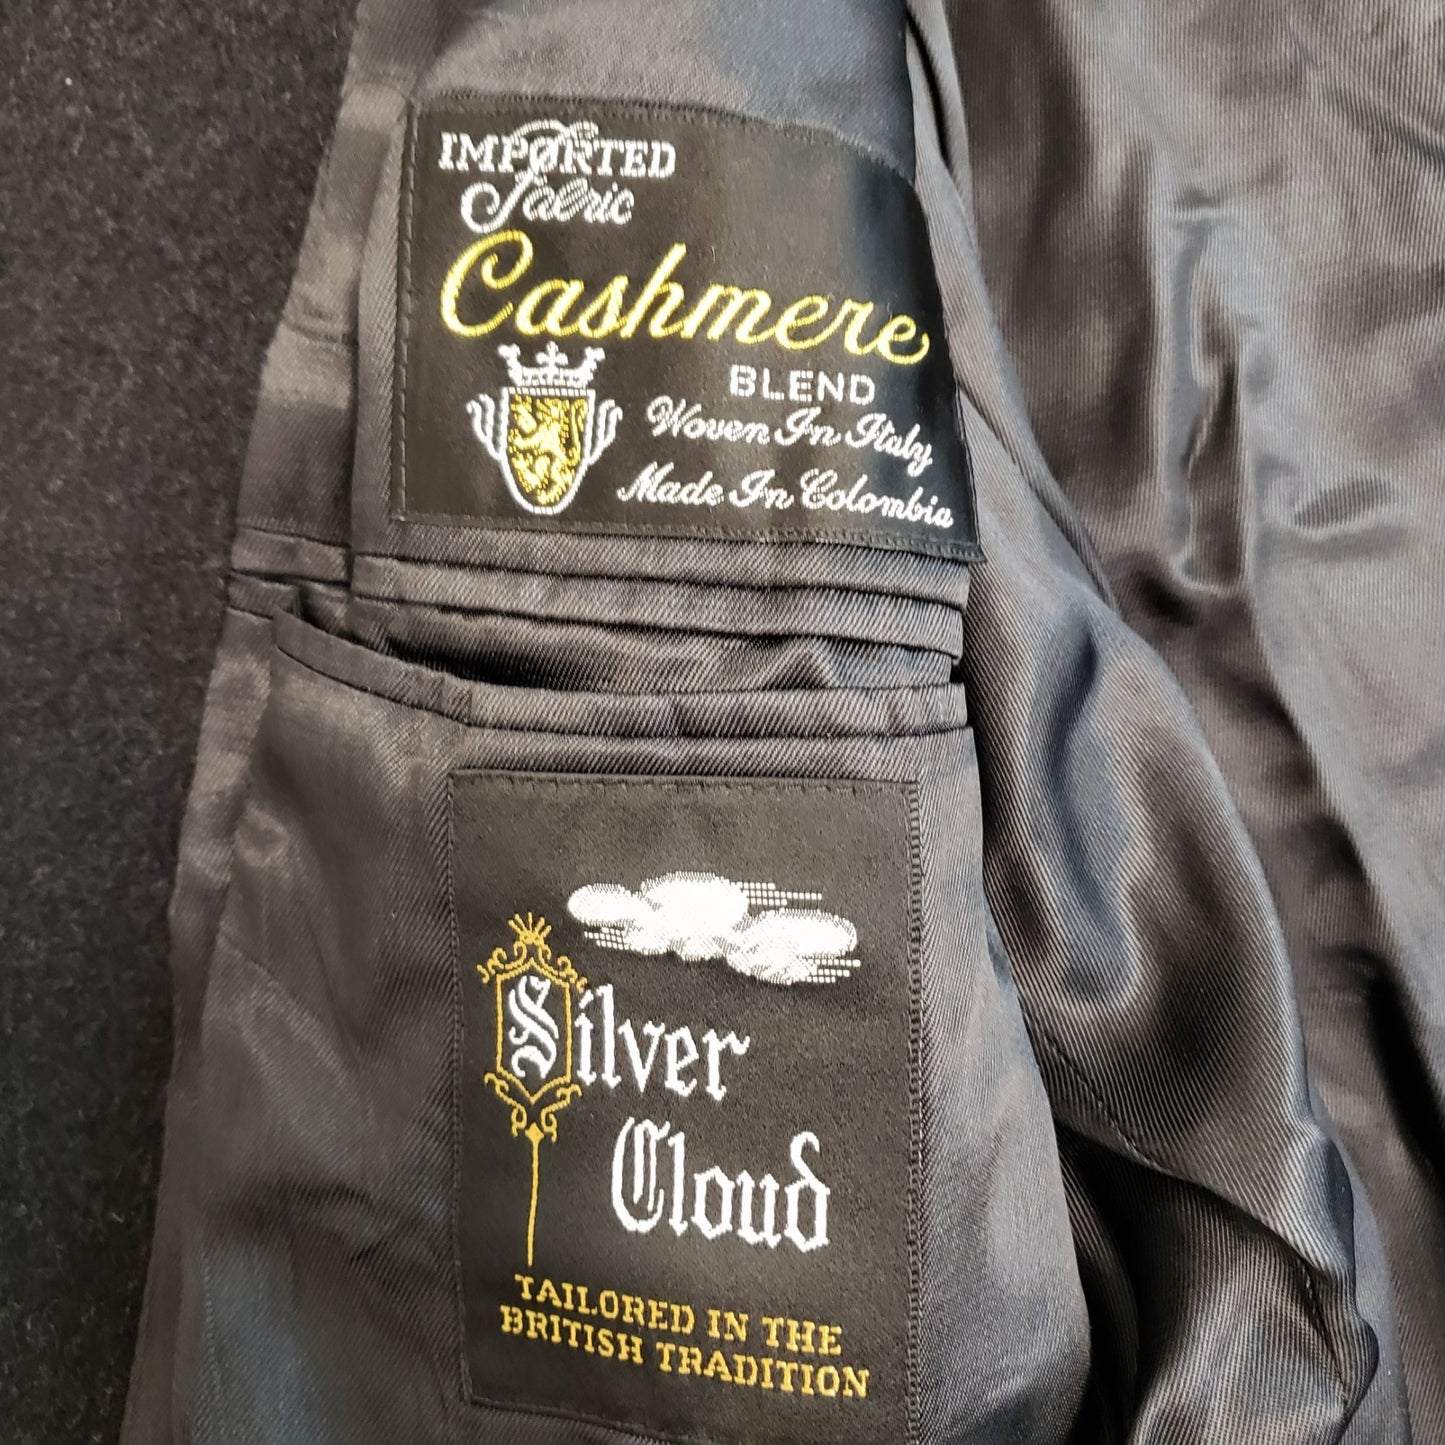 IMPORTED
Fabric
Cashmere
BLEND
Woven In Italy
Made In Colombia
Silver
Cloud
TAILORED IN THE
BRITISH TRADITION